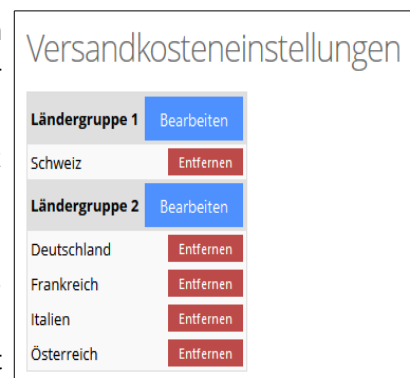 Versandkosteneinstellungen
Ländergruppe 1 Bearbeiten
Schweiz Entfernen
Ländergruppe 2 Bearbeiten
Deutschland Entfernen
Frankreich Entfernen
Italien Entfernen
Österreich Entfernen